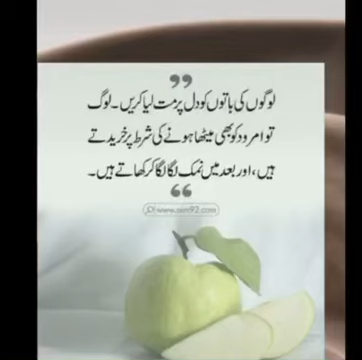 ”
لوگوں کی باتوں کو دل پر مت لیا کریں۔ لوگ
تو امرود کو بھی میٹھا ہونے کی شرط پر خریدتے
ہیں، اور بعد میں نمک لگا لگا کر کھاتے ہیں۔
“
www.aim92.com